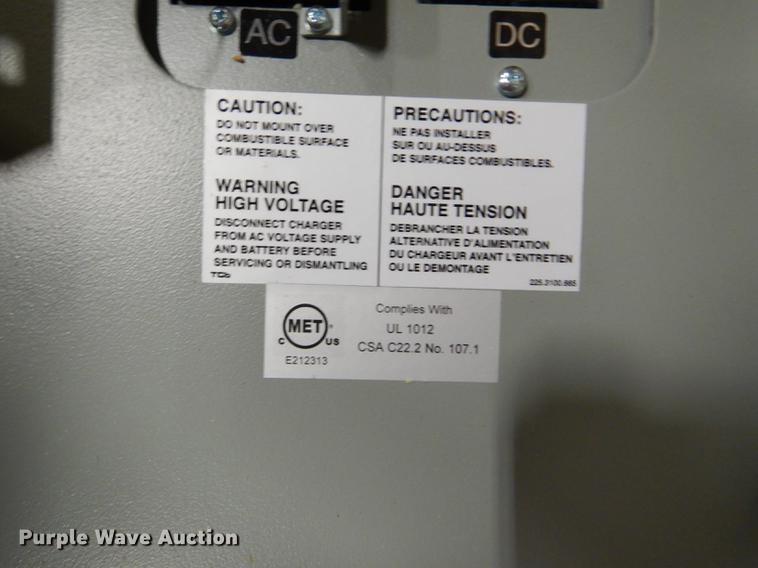 AC
DC
CAUTION:
DO NOT MOUNT OVER
COMBUSTIBLE SURFACE
OR MATERIALS.
WARNING
HIGH VOLTAGE
DISCONNECT CHARGER
FROM AC VOLTAGE SUPPLY
AND BATTERY BEFORE
SERVICING OR DISMANTLING
PRECAUTIONS:
NE PAS INSTALLER
SUR OU AU-DESSUS
DE SURFACES COMBUSTIBLES.
DANGER
HAUTE TENSION
DEBRANCHER LA TENSION
ALTERNATIVE D'ALIMENTATION
DU CHARGEUR AVANT L'ENTRETIEN
OU LE DEMONTAGE
MET
C US
E212313
Complies With
UL 1012
CSA C22.2 No. 107.1
Purple Wave Auction